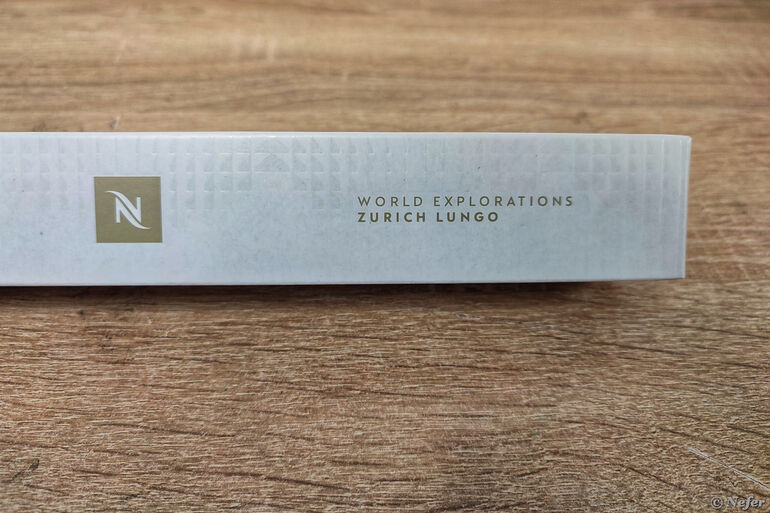 N
WORLD EXPLORATIONS
ZURICH LUNGO
© Nefer